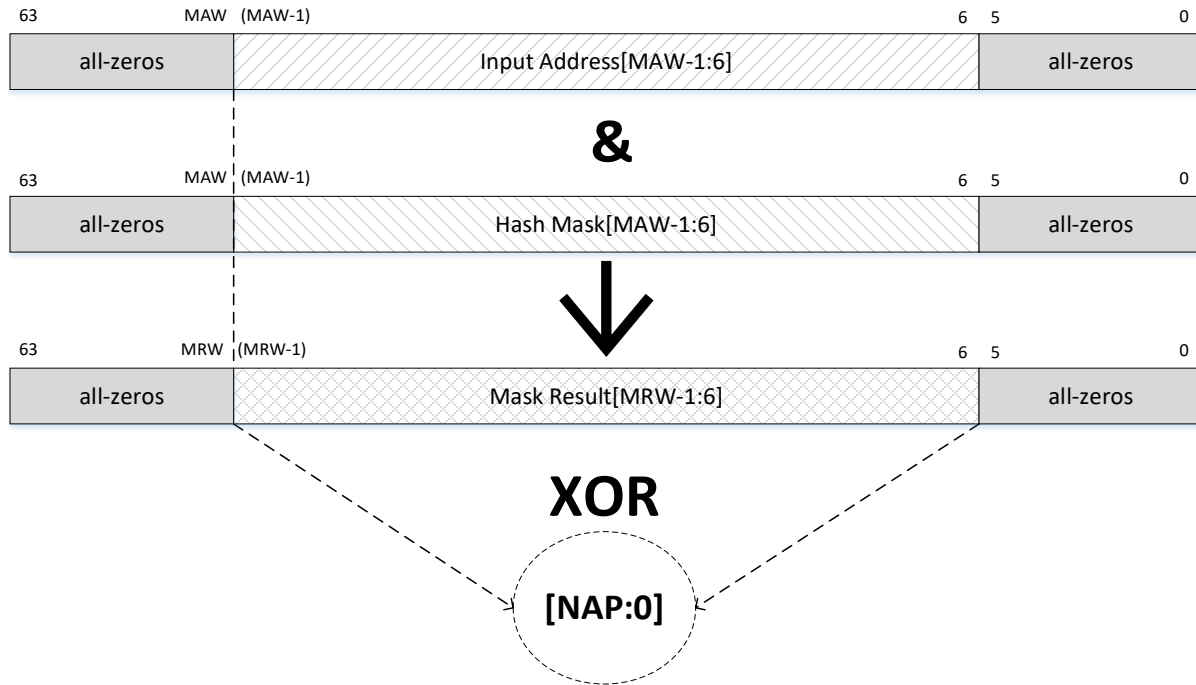 63 MAW (MAW-1) 6 5 0
all-zeros Input Address[MAW-1:6] all-zeros
&
63 MAW (MAW-1) 6 5 0
all-zeros Hash Mask[MAW-1:6] all-zeros
63 MRW (MRW-1) 6 5 0
all-zeros Mask Result[MRW-1:6] all-zeros
XOR
[NAP:0]